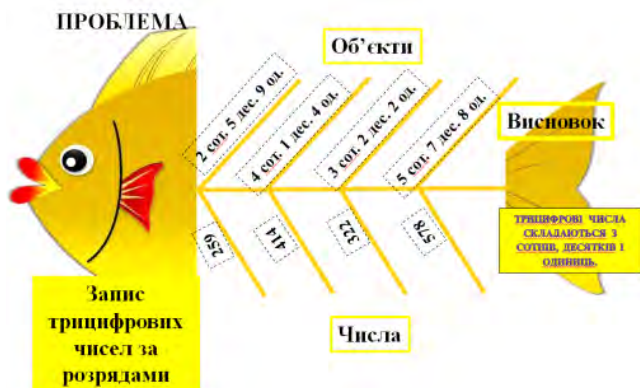 ПРОБЛЕМА
Об’єкти
2 сот. 5 дес. 9 од.
4 сот. 1 дес. 4 од.
3 сот. 2 дес. 2 од.
5 сот. 7 дес. 8 од.
Висновок
259
414
322
578
ТРИЦИФРОВІ ЧИСЛА
СКЛАДАЮТЬСЯ З
СОТЕНЬ, ДЕСЯТКІВ І
ОДИНИЦЬ.
Запис
трицифрових
чисел за
розрядами
Числа